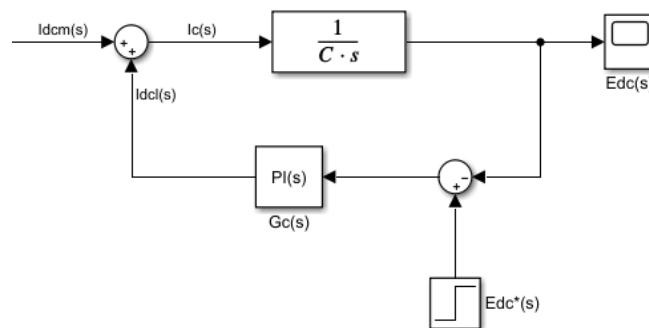 Idcm(s)
+
+
Ic(s)
1
C · s
Edc(s
Idcl(s)
PI(s)
Gc(s)
−
+
Edc*(s)